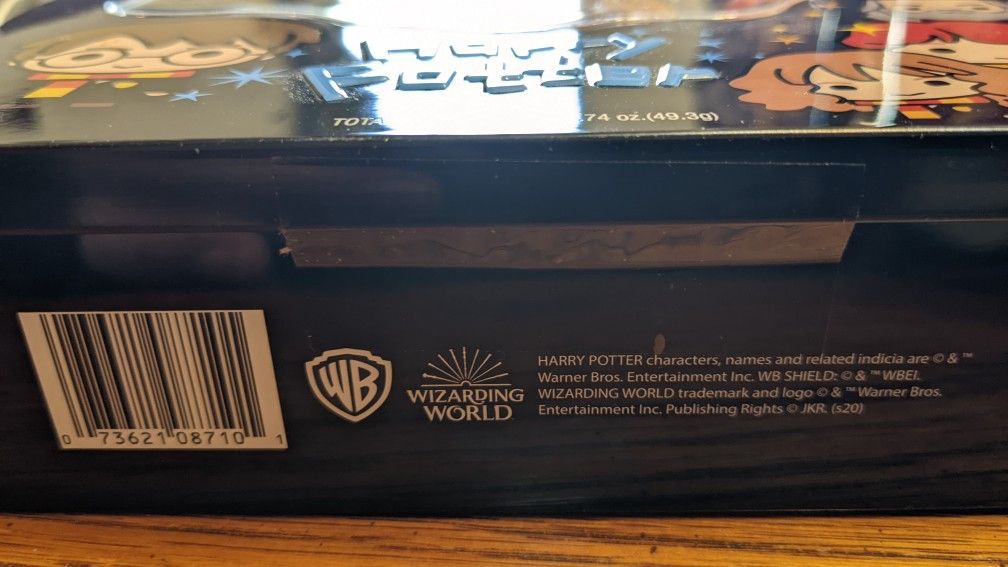 Harry
Potter
74 oz.(49.3g)
HARRY POTTER characters, names and related indicia are © & ™
Warner Bros. Entertainment Inc. WB SHIELD: © & ™ WBEI.
WIZARDING WORLD trademark and logo © & ™ Warner Bros.
Entertainment Inc. Publishing Rights © JKR. (s20)
WB
WIZARDING
WORLD
0 73621 08710 1